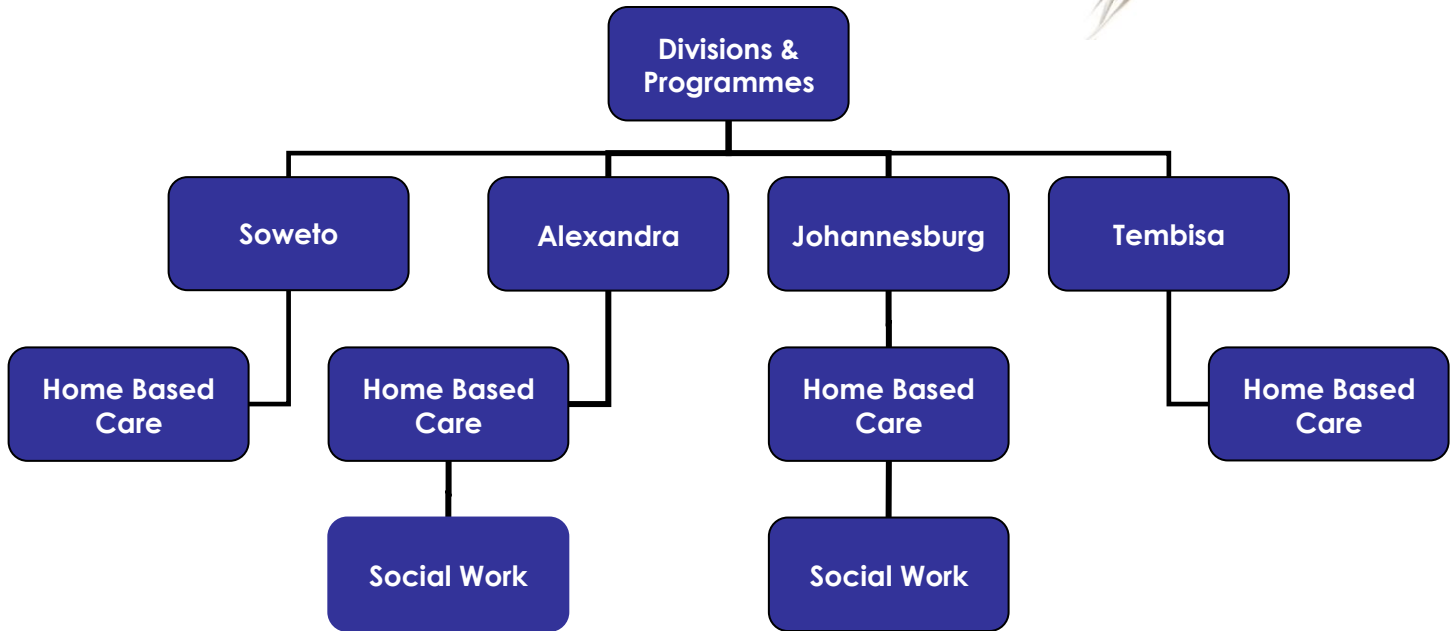 Divisions &
Programmes
Soweto
Alexandra
Johannesburg
Tembisa
Home Based
Care
Home Based
Care
Home Based
Care
Home Based
Care
Social Work
Social Work